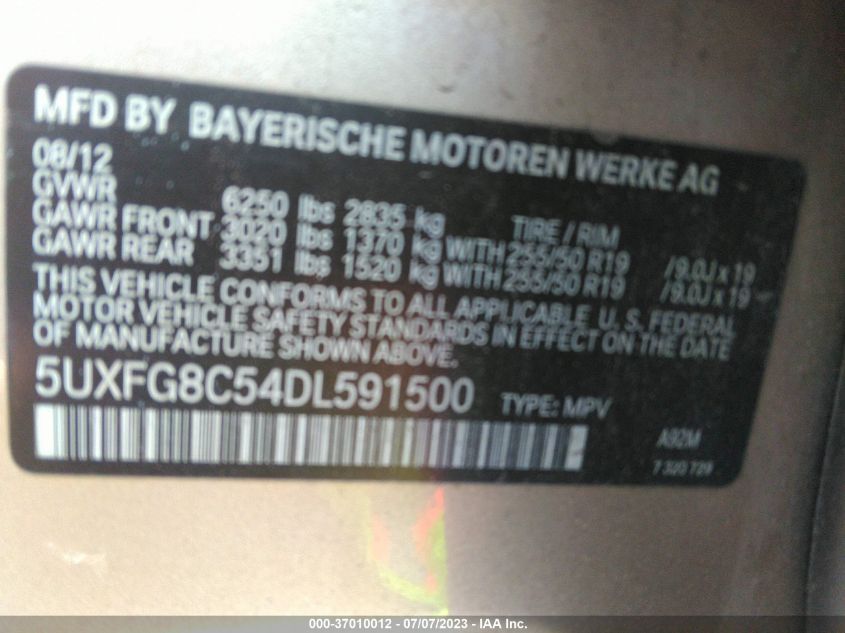 MFD BY BAYERISCHE MOTOREN WERKE AG
08/12
GVWR 6250 lbs 2835 kg TIRE / RIM
GAWR FRONT 3020 lbs 1370 kg WITH 255/50 R19 /9.0J x 19
GAWR REAR 3351 lbs 1520 kg WITH 255/50 R19 /9.0J x 19
THIS VEHICLE CONFORMS TO ALL APPLICABLE U. S. FEDERAL
MOTOR VEHICLE SAFETY STANDARDS IN EFFECT ON THE DATE
OF MANUFACTURE SHOWN ABOVE.
5UXFG8C54DL591500 TYPE: MPV
A92M
7 320 729
000-37010012 / 07/07/2023 / IAA Inc.